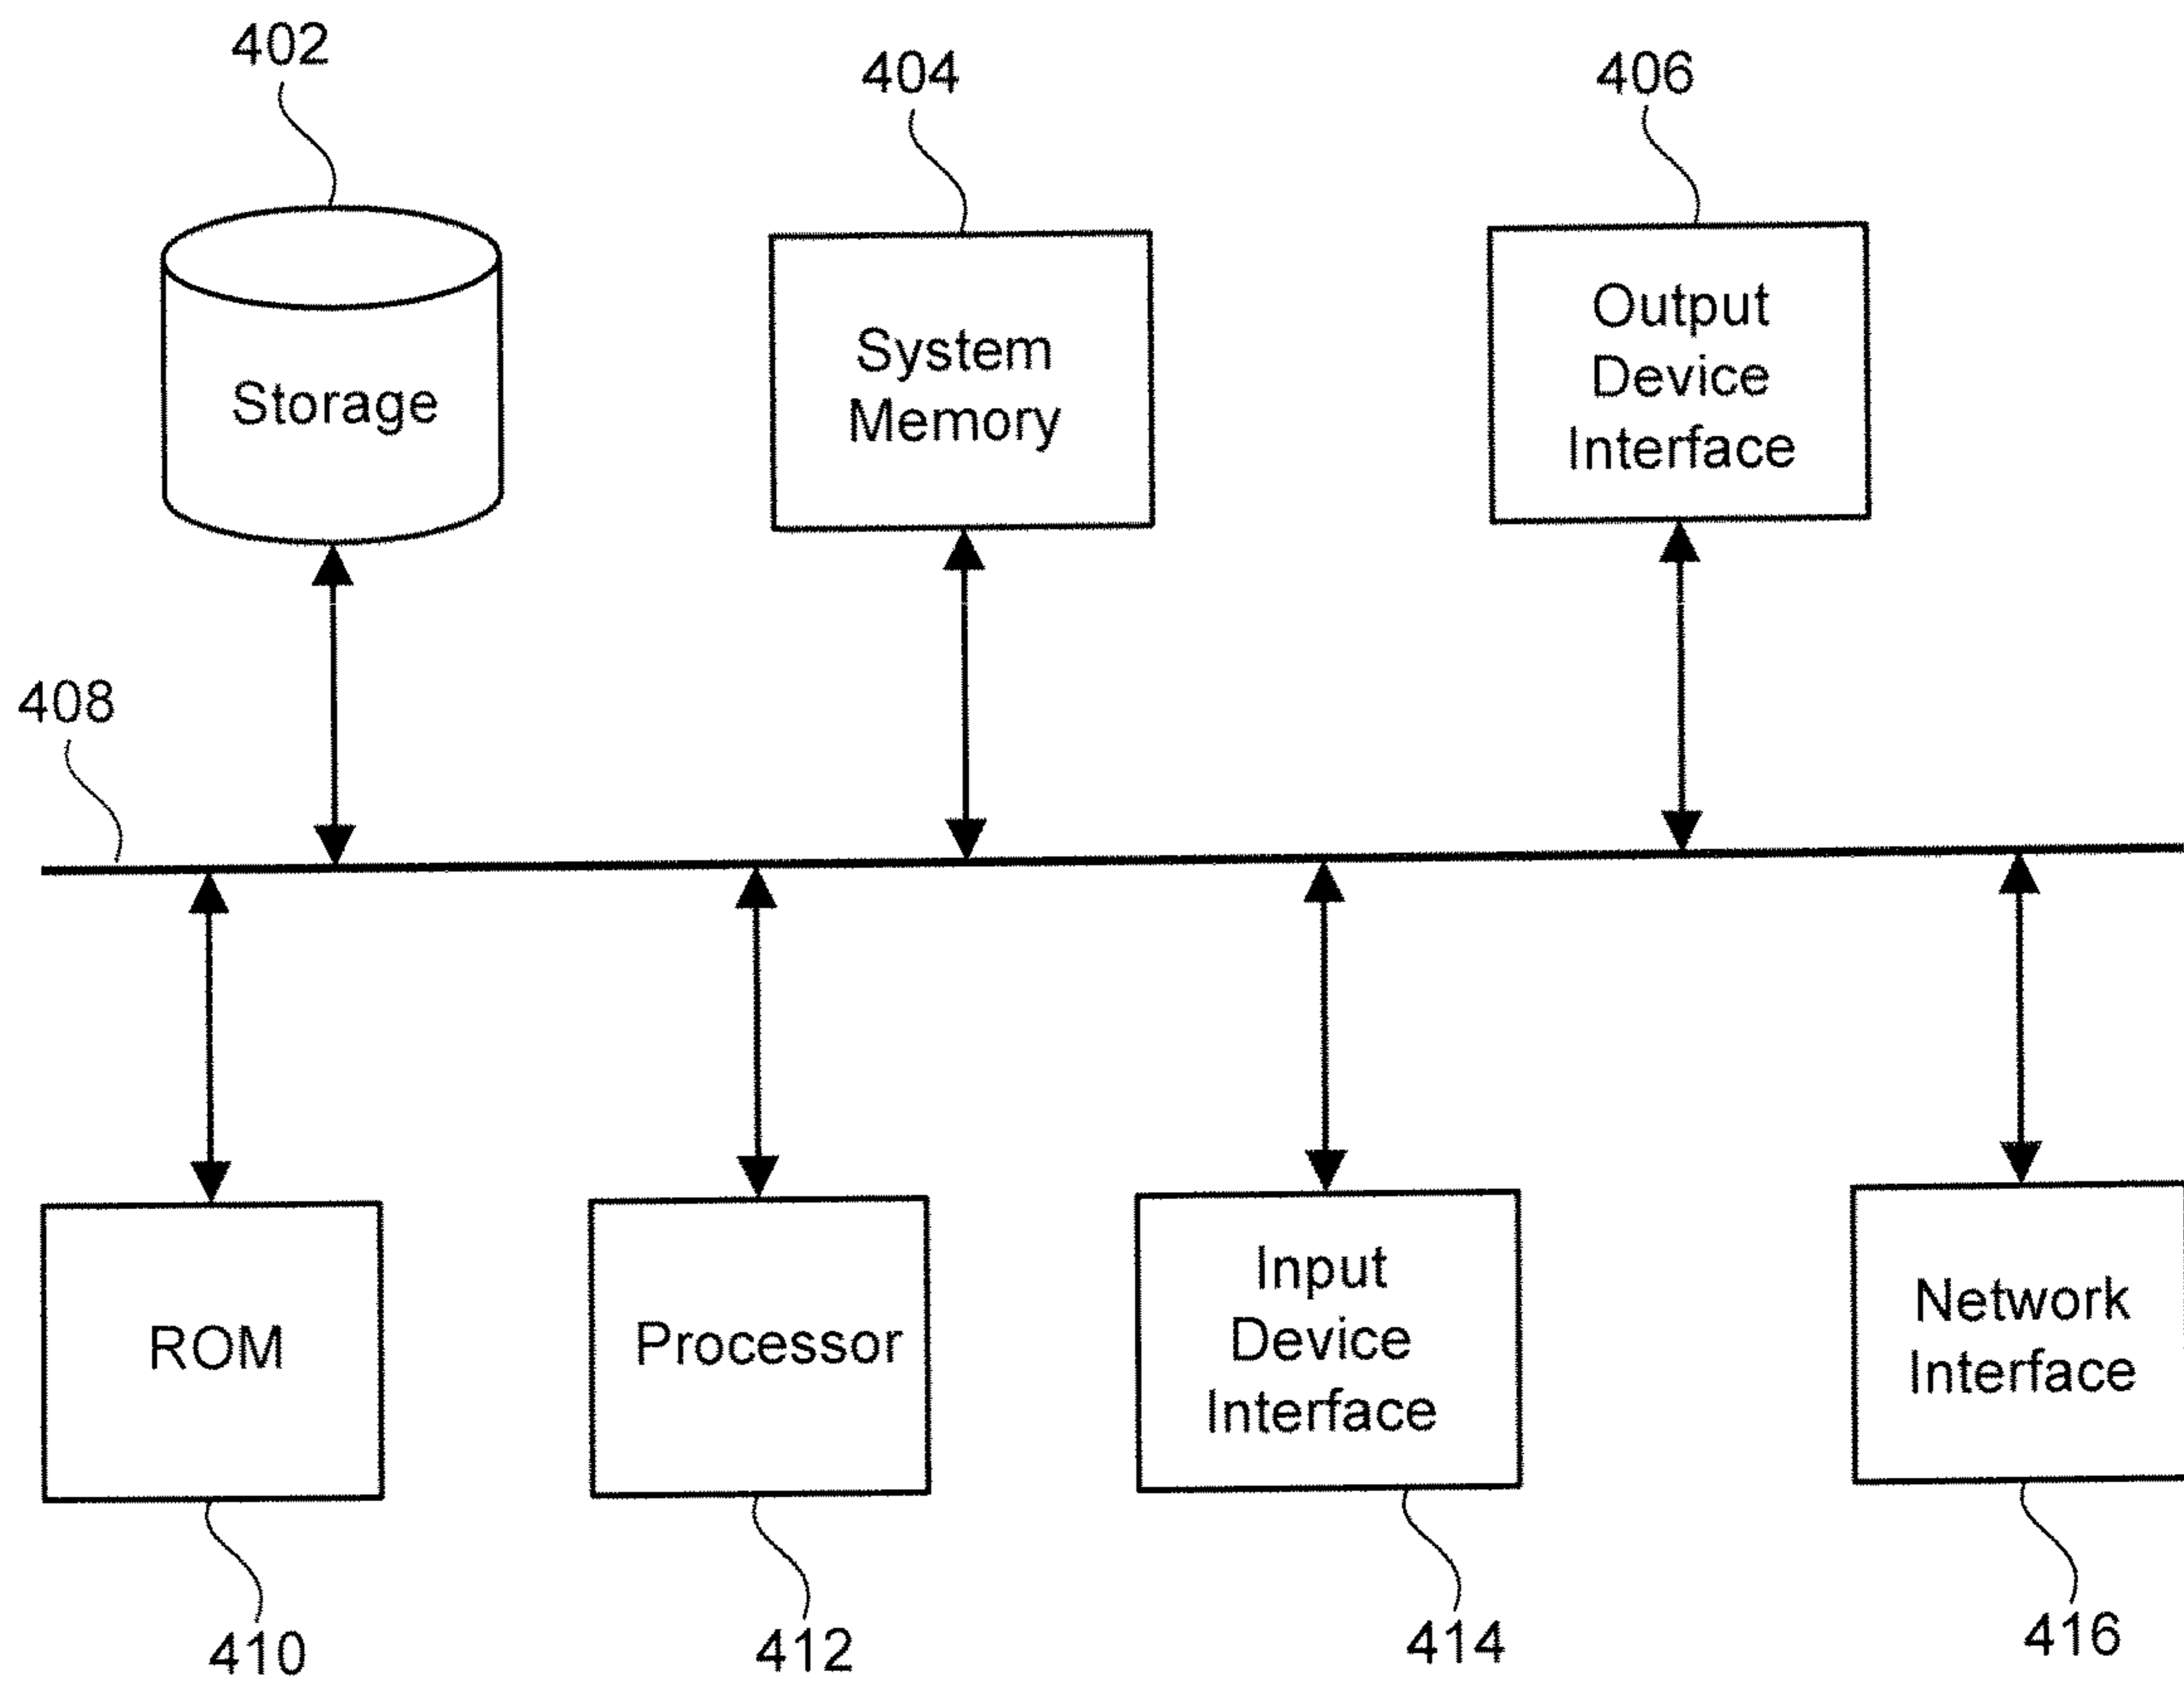 402
404
406
Storage
System
Memory
Output
Device
Interface
408
ROM
Processor
Input
Device
Interface
Network
Interface
410
412
414
416